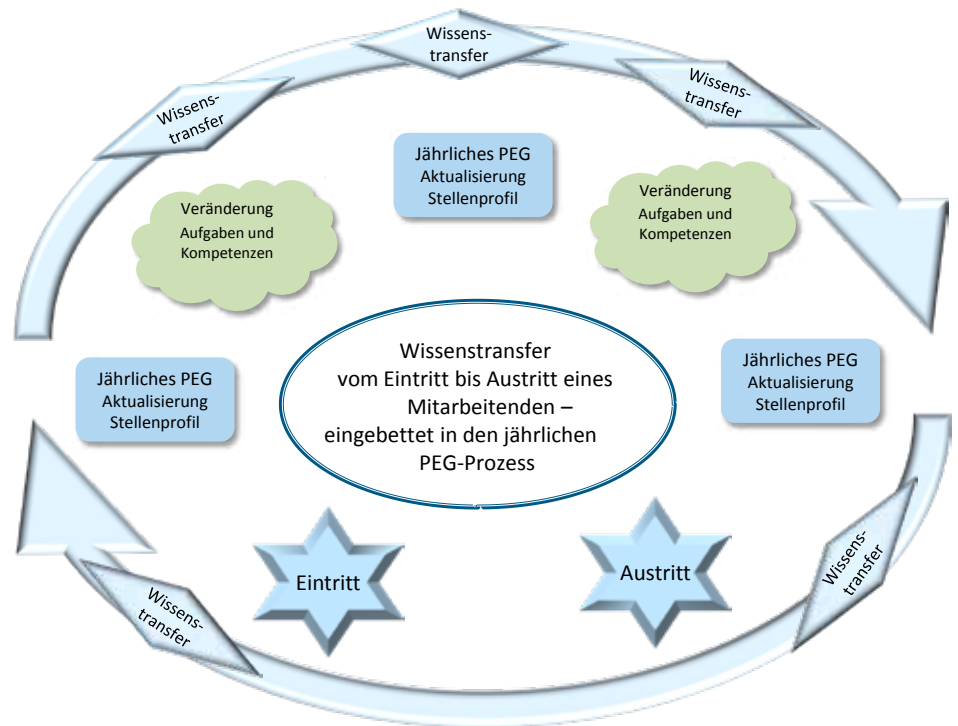 Wissens-
transfer
Wissens-
transfer
Wissens-
transfer
Jährliches PEG
Aktualisierung
Stellenprofil
Veränderung
Aufgaben und
Kompetenzen
Veränderung
Aufgaben und
Kompetenzen
Jährliches PEG
Aktualisierung
Stellenprofil
Wissenstransfer
vom Eintritt bis Austritt eines
Mitarbeitenden –
eingebettet in den jährlichen
PEG-Prozess
Jährliches PEG
Aktualisierung
Stellenprofil
Eintritt
Austritt
Wissens-
transfer
Wissens-
transfer